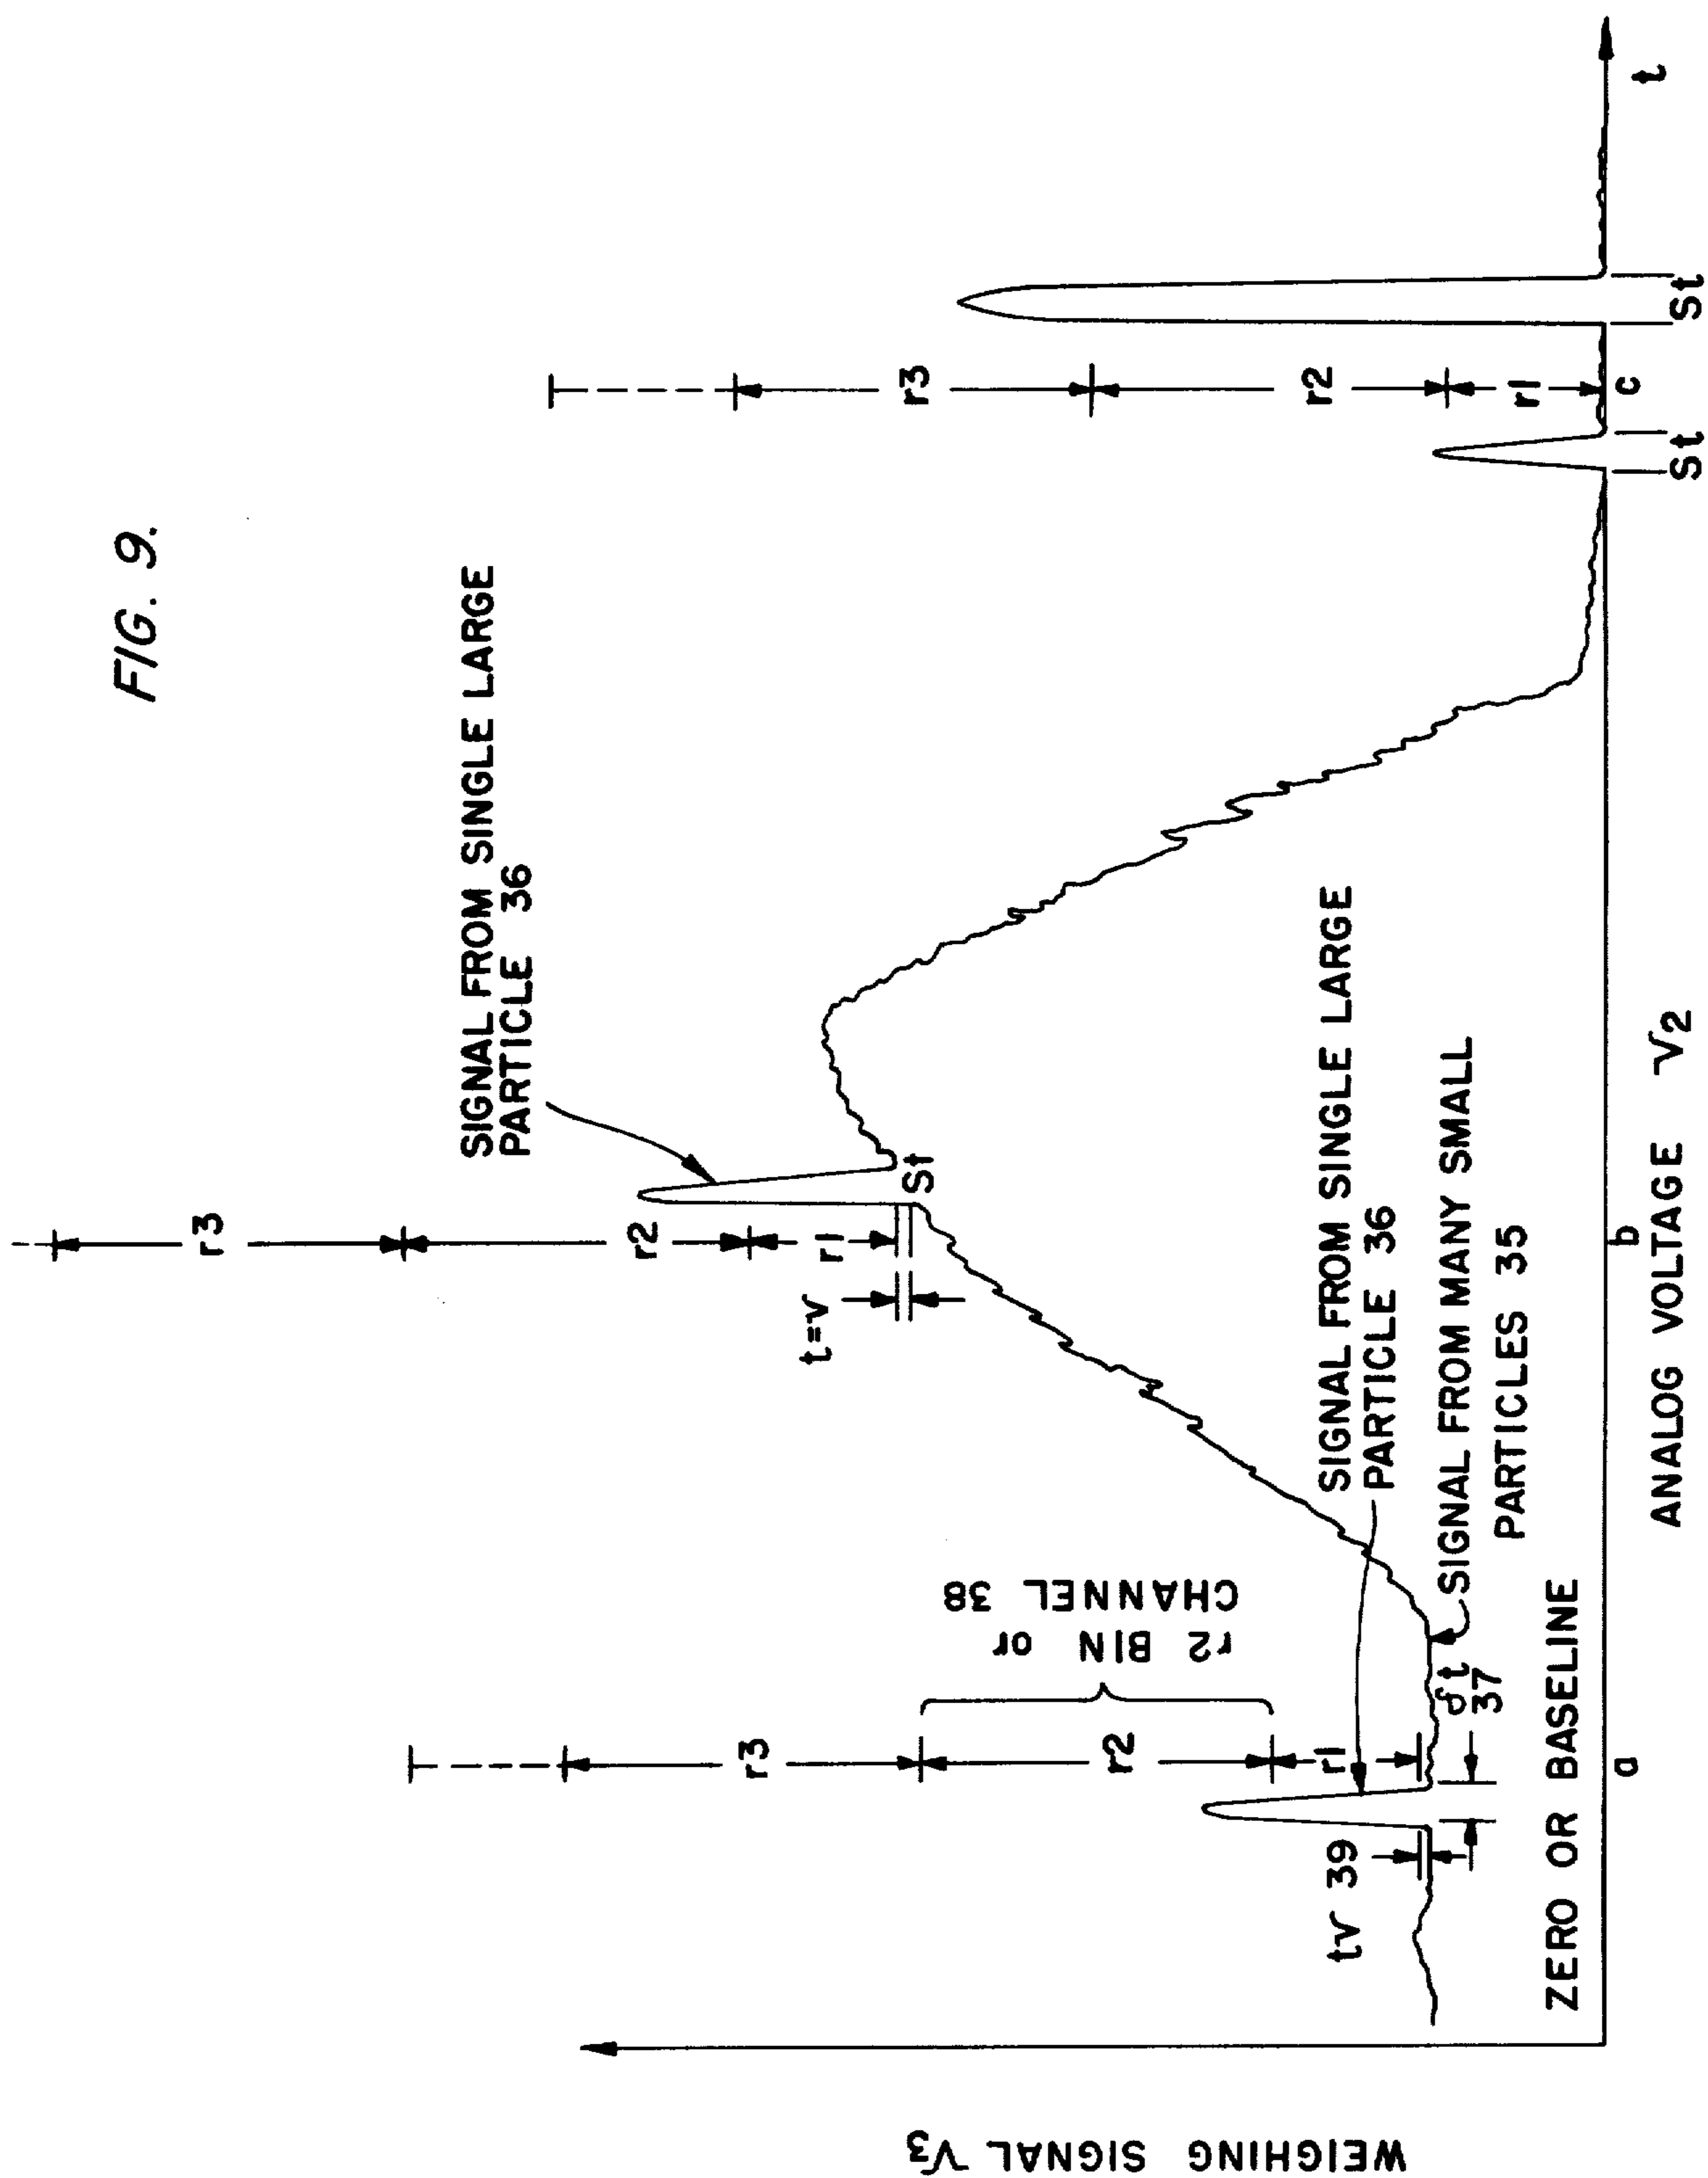 FIG. 9.
WEIGHING SIGNAL V3
r3
r2
r1
tv 39
r2 BIN or
CHANNEL 38
δt
37
SIGNAL FROM SINGLE LARGE
PARTICLE 36
SIGNAL FROM MANY SMALL
PARTICLES 35
t=v
r3
r2
r1
St
SIGNAL FROM SINGLE LARGE
PARTICLE 36
r3
r2
r1
ZERO OR BASELINE
a
b
c
St
St
t
ANALOG VOLTAGE V2